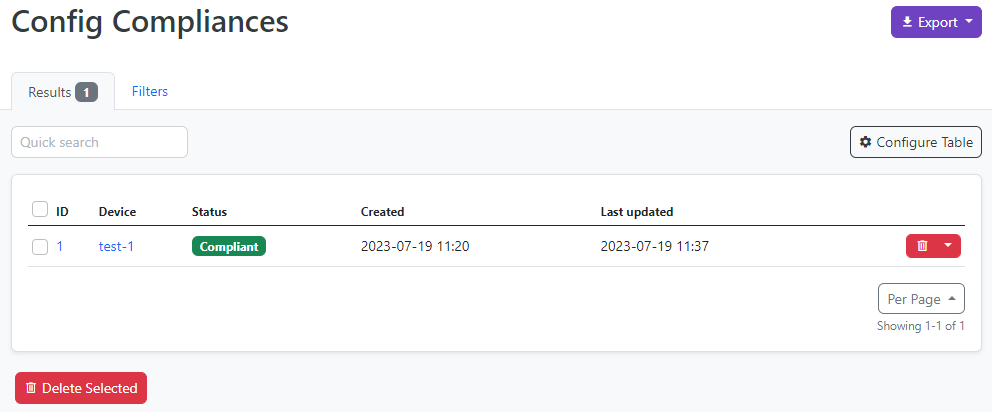 Config Compliances
Export
Results 1
Filters
Quick search
Configure Table
ID Device Status Created Last updated
1 test-1 Compliant 2023-07-19 11:20 2023-07-19 11:37
Per Page
Showing 1-1 of 1
Delete Selected